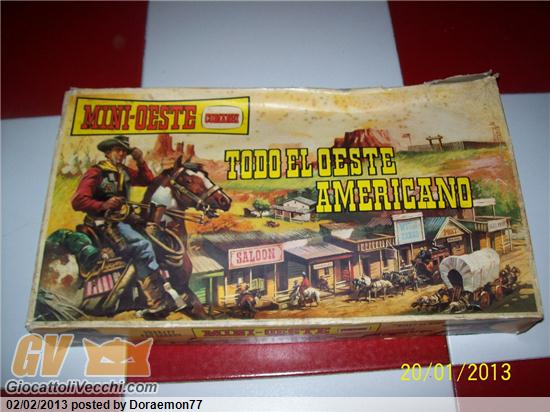 MINI-OESTE
COMANSI
TODO EL OESTE
AMERICANO
SALOON
MINI-OESTE
20/01/2013
GV
GiocattoliVecchi.com
02/02/2013 posted by Doraemon77